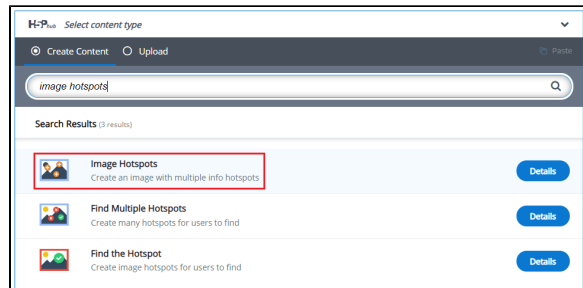 H-P hub Select content type
Create Content Upload Paste
image hotspots
Search Results (3 results)
Image Hotspots
Create an image with multiple info hotspots
Details
Find Multiple Hotspots
Create many hotspots for users to find
Details
Find the Hotspot
Create image hotspots for users to find
Details